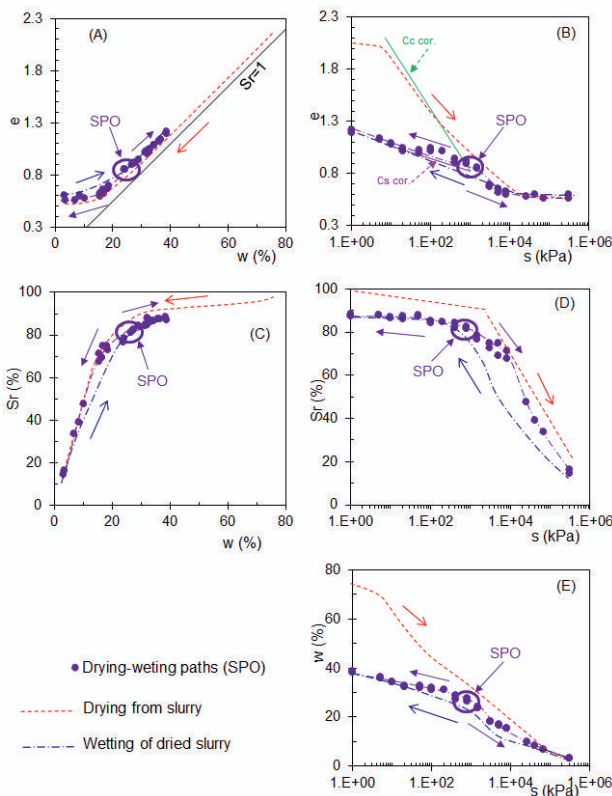 2.3
1.8
1.3
0.8
0.3
e
(A)
SPO
Sr=1
0
20
40
60
80
w (%)
2.3
1.8
1.3
0.8
0.3
e
(B)
Cc cor.
SPO
Cs cor.
1.E+00
1.E+02
1.E+04
1.E+06
s (kPa)
100
80
60
40
20
0
Sr (%)
(C)
SPO
0
20
40
60
80
w (%)
100
80
60
40
20
0
Sr (%)
(D)
SPO
1.E+00
1.E+02
1.E+04
1.E+06
s (kPa)
80
60
40
20
0
w (%)
(E)
SPO
1.E+00
1.E+02
1.E+04
1.E+06
s (kPa)
Drying-weting paths (SPO)
Drying from slurry
Wetting of dried slurry